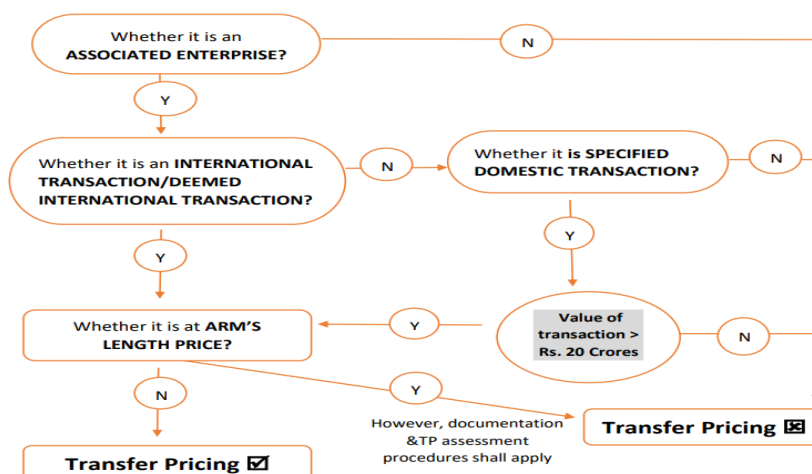 Whether it is an
ASSOCIATED ENTERPRISE?
N
Y
Whether it is an INTERNATIONAL
TRANSACTION/DEEMED
INTERNATIONAL TRANSACTION?
N
Whether it is SPECIFIED
DOMESTIC TRANSACTION?
N
Y
Y
Whether it is at ARM'S
LENGTH PRICE?
Y
Value of
transaction >
Rs. 20 Crores
N
N
Y
However, documentation
&TP assessment
procedures shall apply
Transfer Pricing ☒
Transfer Pricing ☑